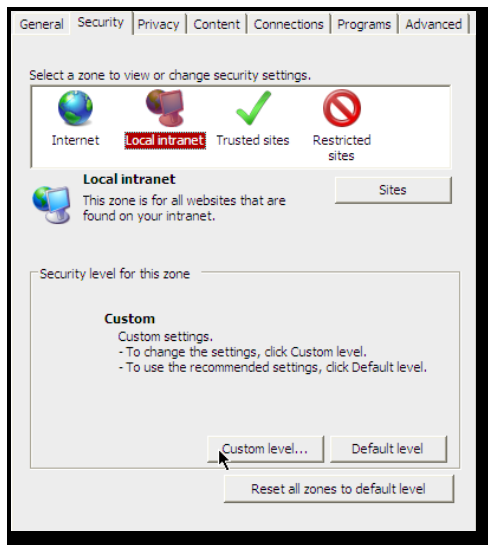 General Security Privacy Content Connections Programs Advanced
Select a zone to view or change security settings.
Internet Local intranet Trusted sites Restricted
sites
Local intranet
Sites
This zone is for all websites that are
found on your intranet.
Security level for this zone
Custom
Custom settings.
- To change the settings, click Custom level.
- To use the recommended settings, click Default level.
Custom level... Default level
Reset all zones to default level